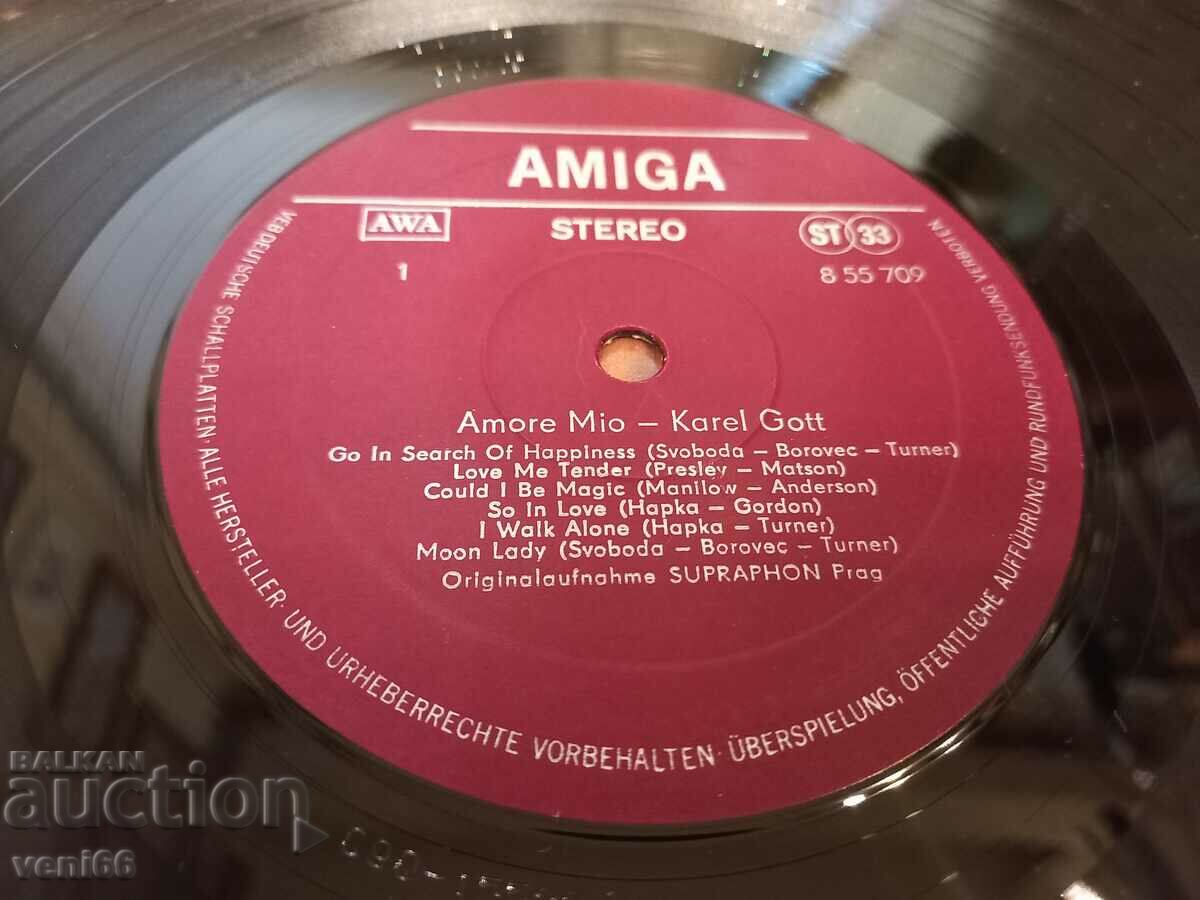 AMIGA
AWA
STEREO
ST 33
1
8 55 709
Amore Mio – Karel Gott
Go In Search Of Happiness (Svoboda – Borovec – Turner)
Love Me Tender (Presley – Matson)
Could I Be Magic (Manilow – Anderson)
So In Love (Hapka – Gordon)
I Walk Alone (Hapka – Turner)
Moon Lady (Svoboda – Borovec – Turner)
Originalaufnahme SUPRAPHON Prag
VEB DEUTSCHE SCHALLPLATTEN · ALLE HERSTELLER- UND URHEBERRECHTE VORBEHALTEN · ÜBERSPIELUNG, ÖFFENTLICHE AUFFÜHRUNG UND RUNDFUNKSENDUNG VERBOTEN
BALKAN
auction
veni66